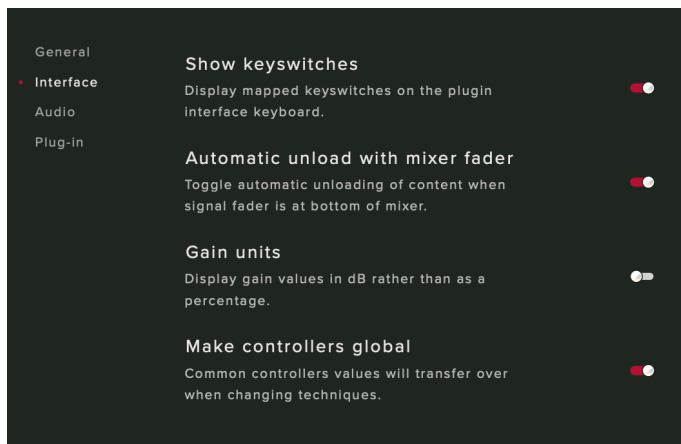 General
Interface
Audio
Plug-in
Show keyswitches
Display mapped keyswitches on the plugin
interface keyboard.
Automatic unload with mixer fader
Toggle automatic unloading of content when
signal fader is at bottom of mixer.
Gain units
Display gain values in dB rather than as a
percentage.
Make controllers global
Common controllers values will transfer over
when changing techniques.